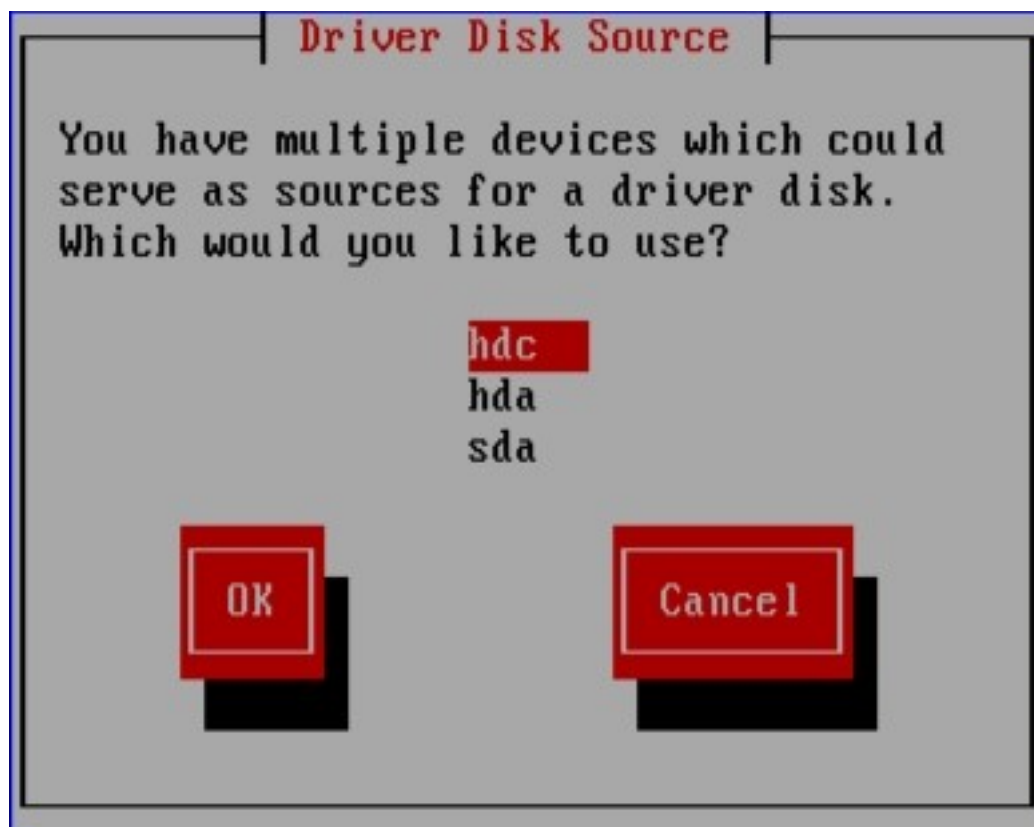 Driver Disk Source
You have multiple devices which could
serve as sources for a driver disk.
Which would you like to use?
hdc
hda
sda
OK
Cancel